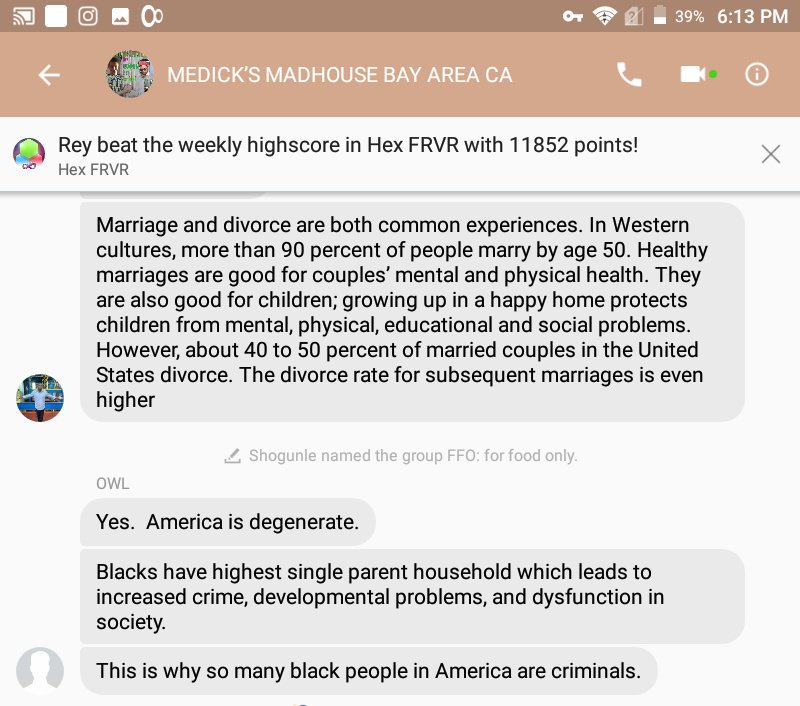 39% 6:13 PM
MEDICK'S MADHOUSE BAY AREA CA
Rey beat the weekly highscore in Hex FRVR with 11852 points!
Hex FRVR
Marriage and divorce are both common experiences. In Western
cultures, more than 90 percent of people marry by age 50. Healthy
marriages are good for couples' mental and physical health. They
are also good for children; growing up in a happy home protects
children from mental, physical, educational and social problems.
However, about 40 to 50 percent of married couples in the United
States divorce. The divorce rate for subsequent marriages is even
higher
Shogunle named the group FFO: for food only.
OWL
Yes.  America is degenerate.
Blacks have highest single parent household which leads to
increased crime, developmental problems, and dysfunction in
society.
This is why so many black people in America are criminals.